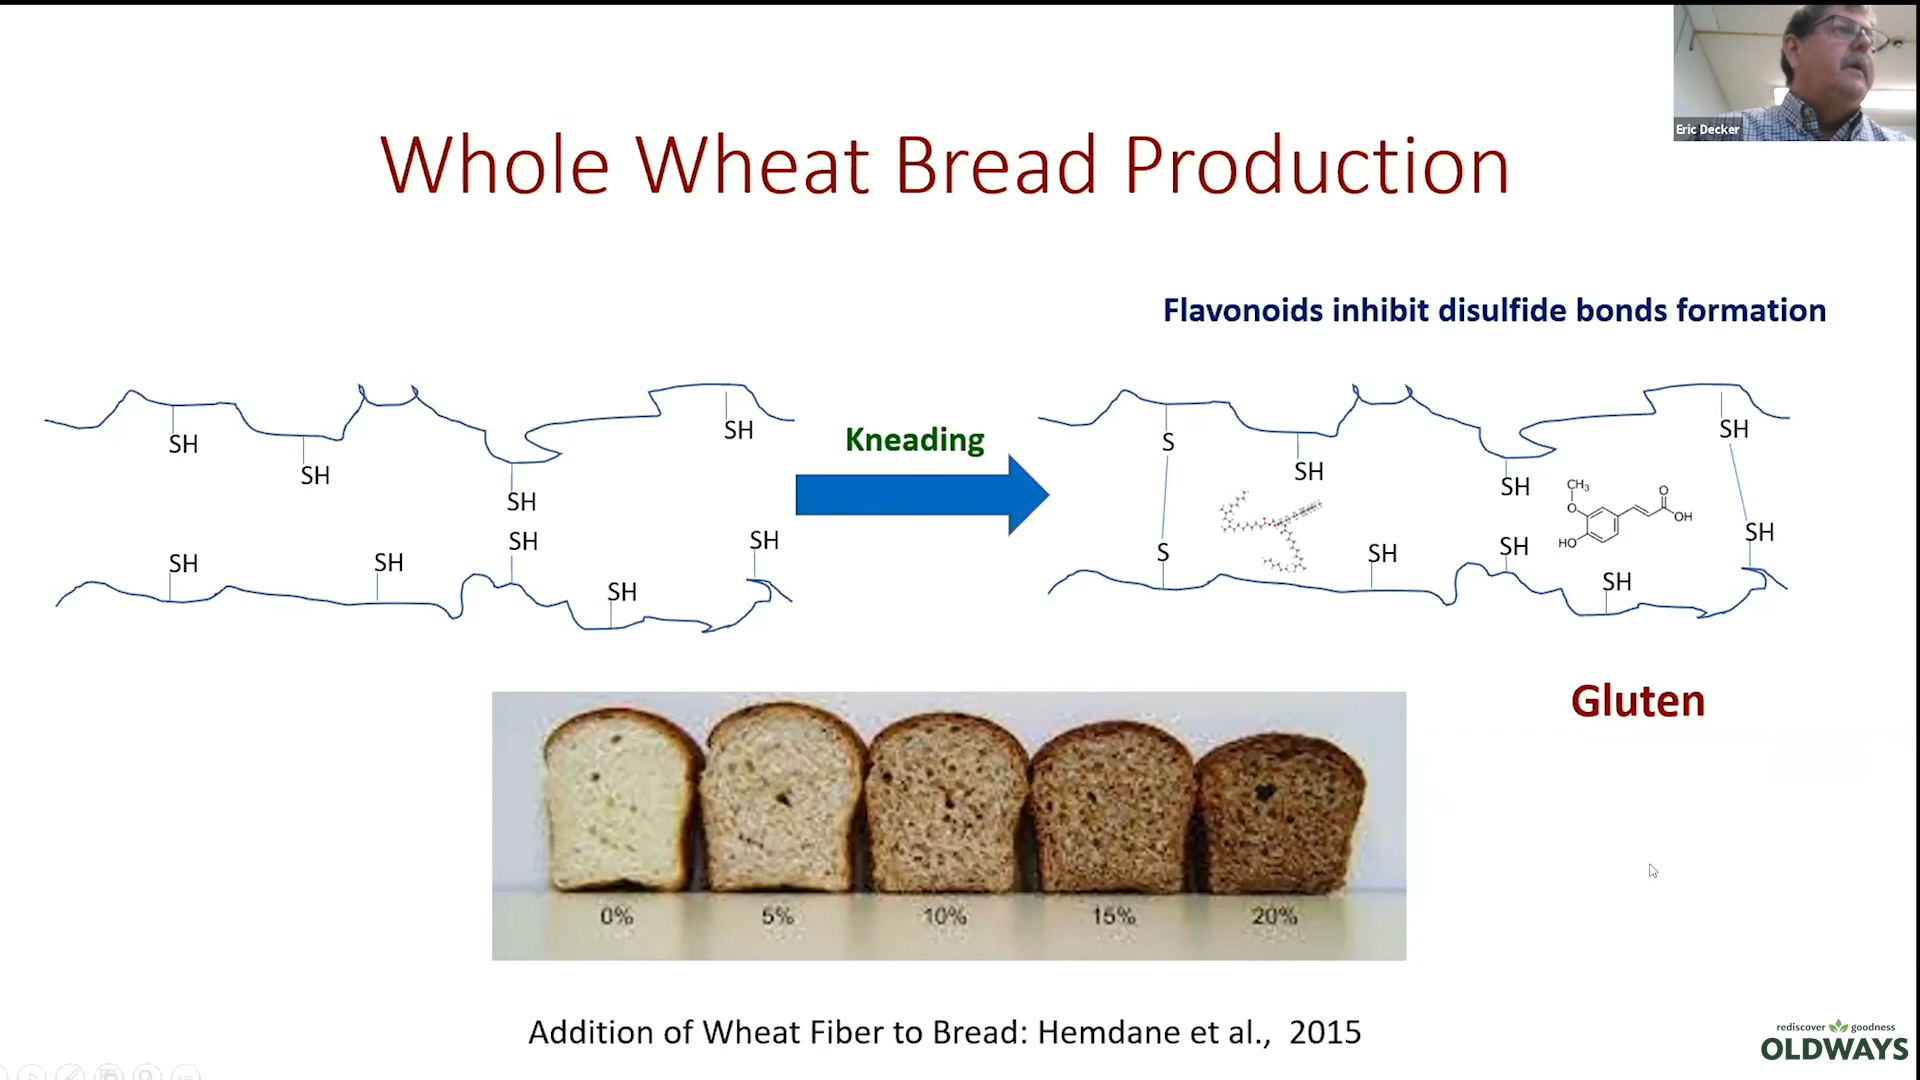 Eric Decker
Whole Wheat Bread Production
Flavonoids inhibit disulfide bonds formation
SH
SH
SH
SH
SH
SH
SH
SH
SH
Kneading
S
SH
SH
SH
S
SH
SH
SH
SH
CH3
O
O
OH
HO
Gluten
0% 5% 10% 15% 20%
Addition of Wheat Fiber to Bread: Hemdane et al., 2015
rediscover goodness
OLDWAYS